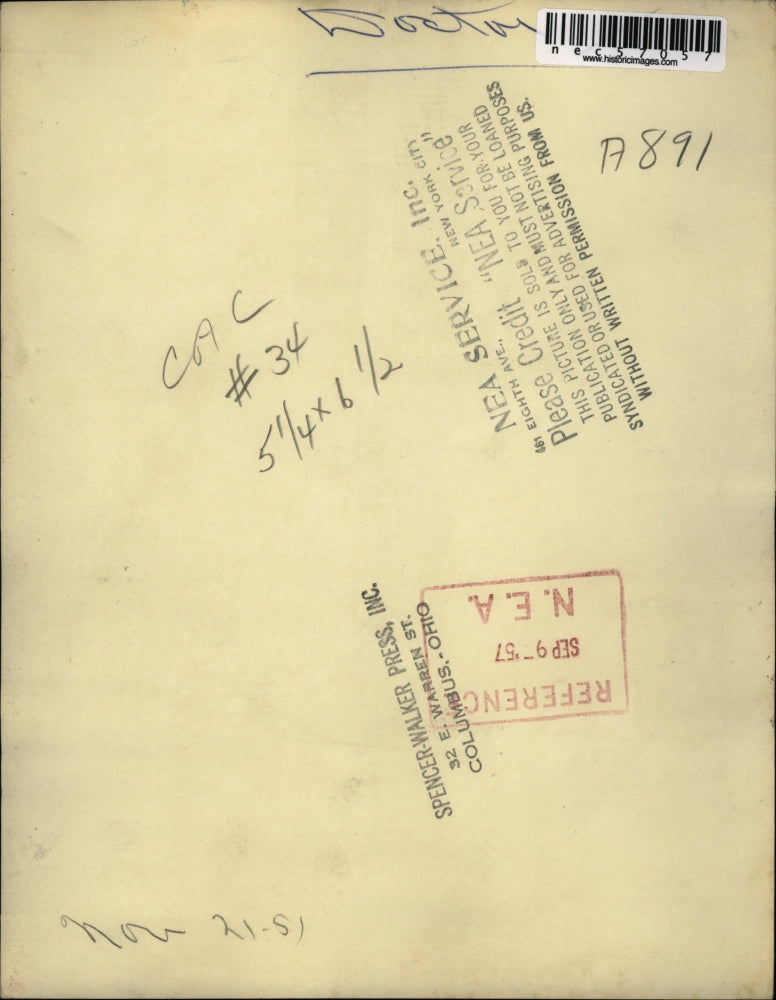 Doctor
nec57057
www.historicimages.com
A891
NEA SERVICE, Inc.
461 EIGHTH AVE., NEW YORK CITY
Please Credit "NEA Service"
THIS PICTURE IS SOLD TO YOU FOR YOUR
PUBLICATION ONLY AND MUST NOT BE LOANED
SYNDICATED OR USED FOR ADVERTISING PURPOSES
WITHOUT WRITTEN PERMISSION FROM US.
CAC
# 34
5 1/4 x 6 1/2
SPENCER-WALKER PRESS, INC.
32 E. WARREN ST.
COLUMBUS.-OHIO
REFERENCE
SEP 9-'57
N.E.A.
Nov 21-51